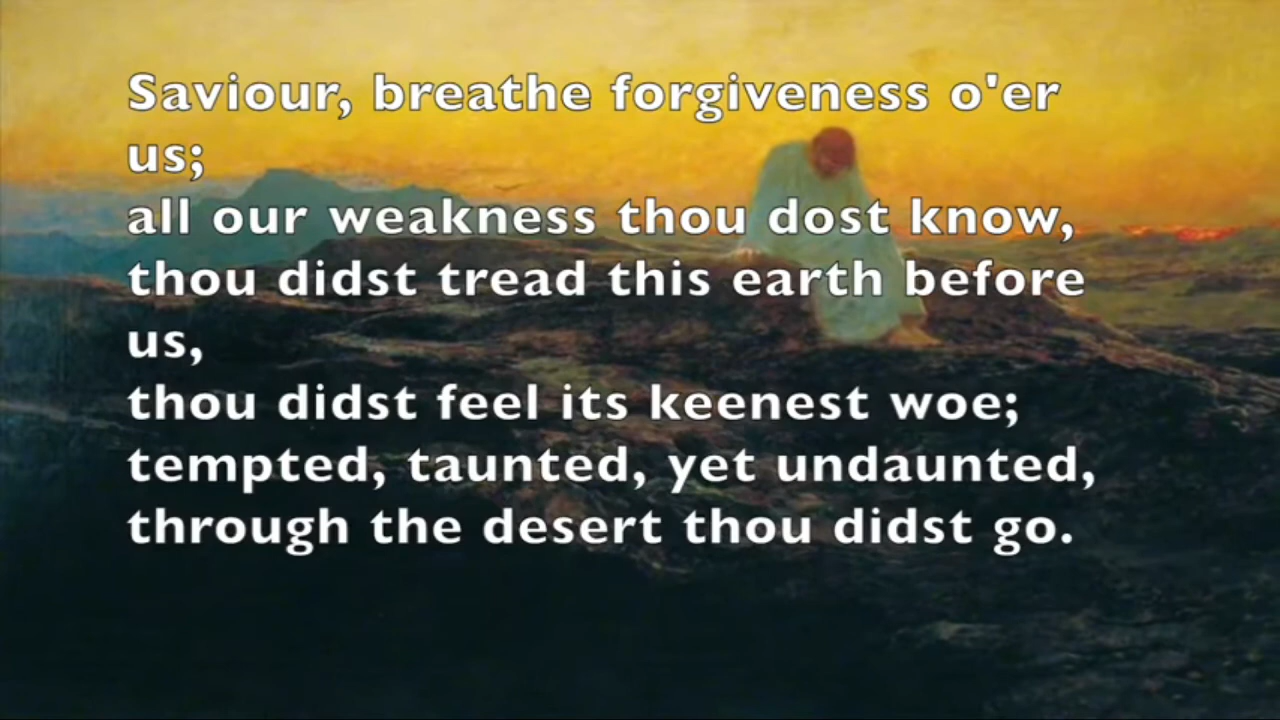 Saviour, breathe forgiveness o'er
us;
all our weakness thou dost know,
thou didst tread this earth before
us,
thou didst feel its keenest woe;
tempted, taunted, yet undaunted,
through the desert thou didst go.